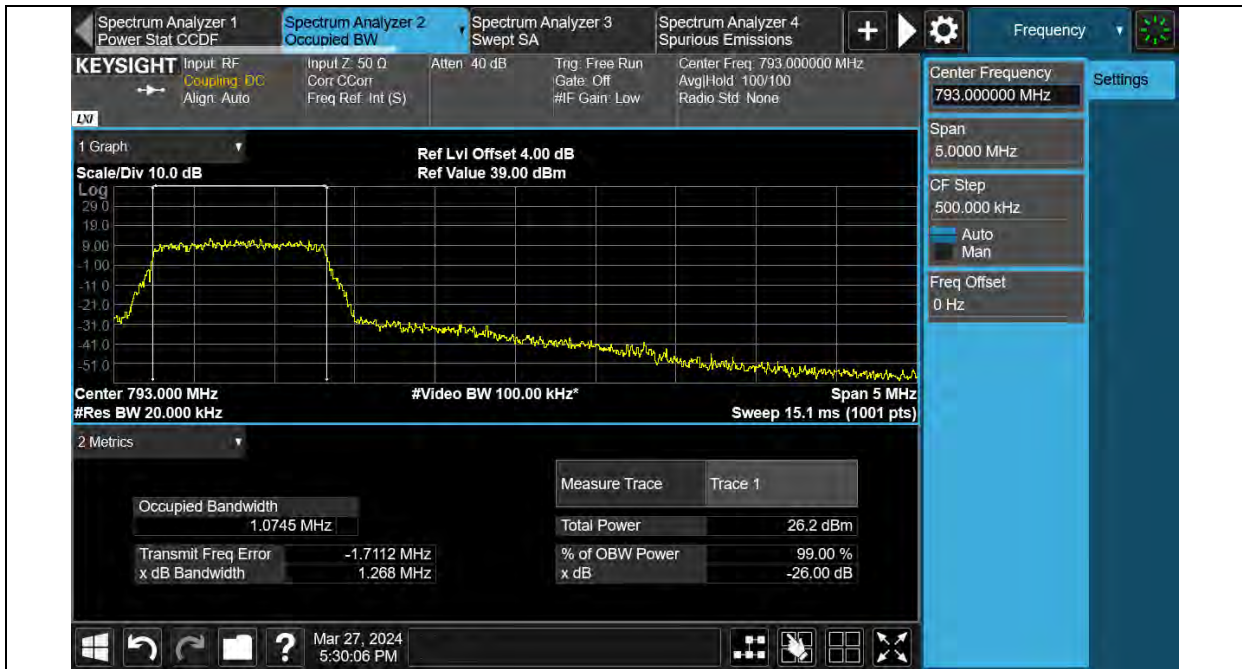 Spectrum Analyzer 1
Power Stat CCDF
Spectrum Analyzer 2
Occupied BW
Spectrum Analyzer 3
Swept SA
Spectrum Analyzer 4
Spurious Emissions
+
Frequency
KEYSIGHT
LXI
Input: RF
Coupling: DC
Align: Auto
Input Z: 50 Ω
Corr CCorr
Freq Ref: Int (S)
Atten: 40 dB
Trig: Free Run
Gate: Off
#IF Gain: Low
Center Freq: 793.000000 MHz
Avg|Hold: 100/100
Radio Std: None
Center Frequency
793.000000 MHz
Settings
Span
5.0000 MHz
CF Step
500.000 kHz
Auto
Man
Freq Offset
0 Hz
1 Graph
Scale/Div 10.0 dB
Ref Lvl Offset 4.00 dB
Ref Value 39.00 dBm
Log
29.0
19.0
9.00
-1.00
-11.0
-21.0
-31.0
-41.0
-51.0
Center 793.000 MHz
#Video BW 100.00 kHz*
Span 5 MHz
#Res BW 20.000 kHz
Sweep 15.1 ms (1001 pts)
2 Metrics
Measure Trace Trace 1
Occupied Bandwidth
1.0745 MHz
Total Power 26.2 dBm
Transmit Freq Error -1.7112 MHz
% of OBW Power 99.00 %
x dB Bandwidth 1.268 MHz
x dB -26.00 dB
?
Mar 27, 2024
5:30:06 PM